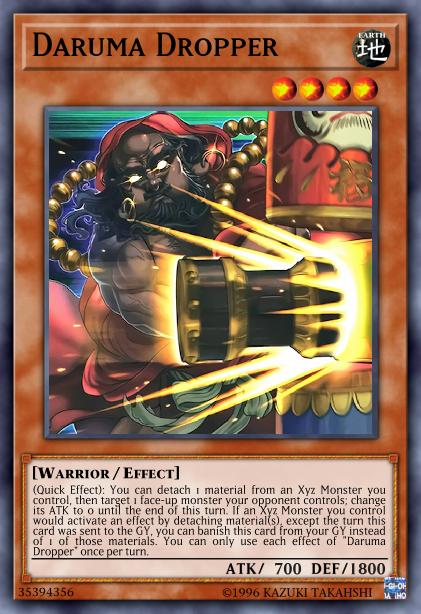 DARUMA DROPPER
EARTH
地
[WARRIOR / EFFECT]
(Quick Effect): You can detach 1 material from an Xyz Monster you
control, then target 1 face-up monster your opponent controls; change
its ATK to 0 until the end of this turn. If an Xyz Monster you control
would activate an effect by detaching material(s), except the turn this
card was sent to the GY, you can banish this card from your GY instead
of 1 of those materials. You can only use each effect of "Daruma
Dropper" once per turn.
ATK/ 700 DEF/1800
35394356
©1996 KAZUKI TAKAHSHI